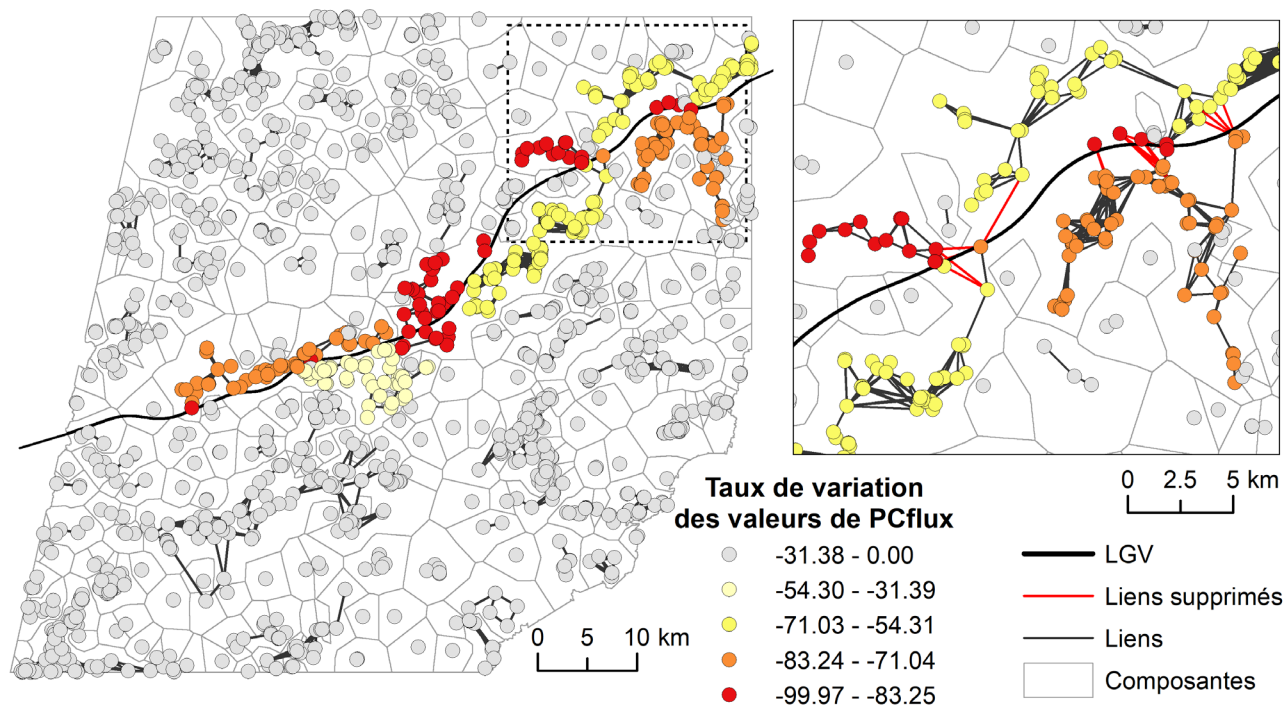 0 2.5 5 km
0 5 10 km
Taux de variation
des valeurs de PCflux
-31.38 - 0.00
-54.30 - -31.39
-71.03 - -54.31
-83.24 - -71.04
-99.97 - -83.25
LGV
Liens supprimés
Liens
Composantes